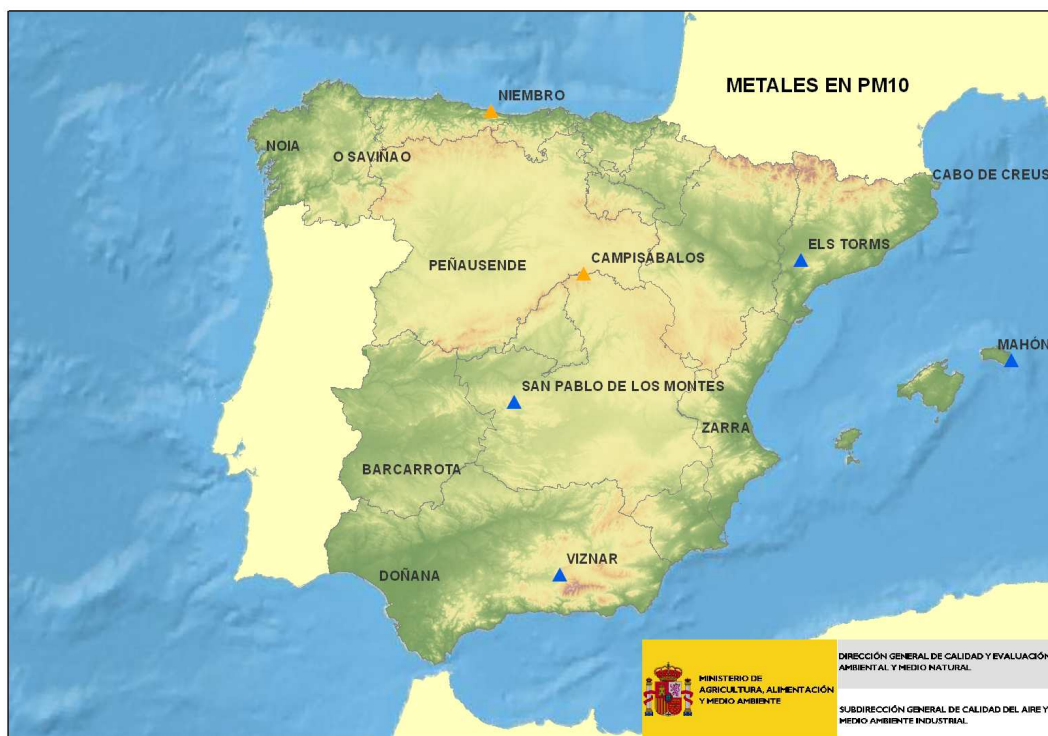 METALES EN PM10
NIEMBRO
NOIA
O SAVIÑAO
CABO DE CREUS
ELS TORMS
PEÑAUSENDE
CAMPISÁBALOS
MAHÓN
SAN PABLO DE LOS MONTES
ZARRA
BARCARROTA
VIZNAR
DOÑANA
MINISTERIO DE
AGRICULTURA, ALIMENTACIÓN
Y MEDIO AMBIENTE
DIRECCIÓN GENERAL DE CALIDAD Y EVALUACIÓN
AMBIENTAL Y MEDIO NATURAL
SUBDIRECCIÓN GENERAL DE CALIDAD DEL AIRE Y
MEDIO AMBIENTE INDUSTRIAL